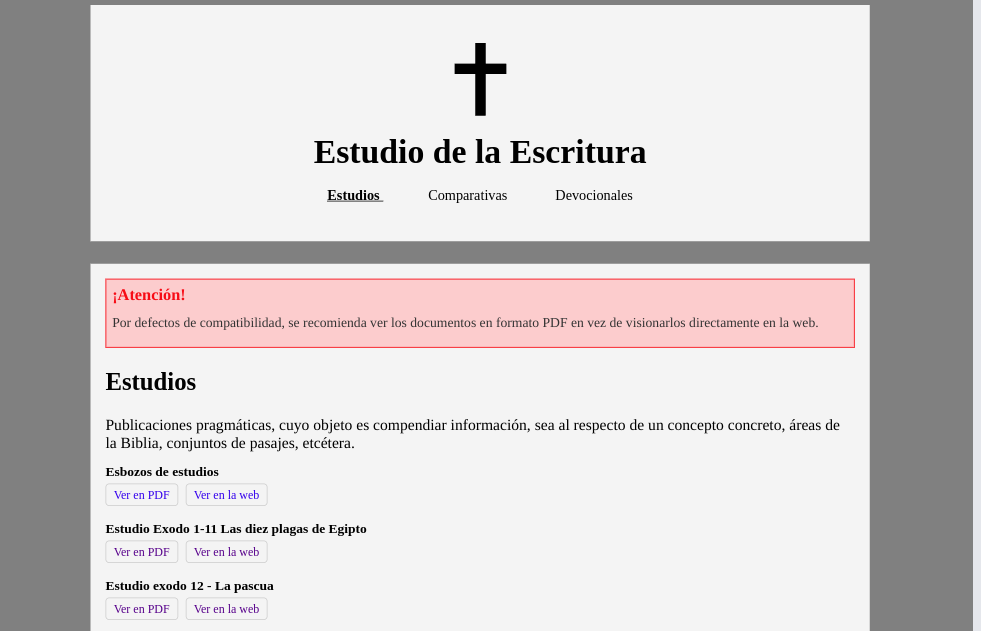 Estudio de la Escritura
Estudios Comparativas Devocionales
¡Atención!
Por defectos de compatibilidad, se recomienda ver los documentos en formato PDF en vez de visionarlos directamente en la web.
Estudios
Publicaciones pragmáticas, cuyo objeto es compendiar información, sea al respecto de un concepto concreto, áreas de
la Biblia, conjuntos de pasajes, etcétera.
Esbozos de estudios
Ver en PDF Ver en la web
Estudio Exodo 1-11 Las diez plagas de Egipto
Ver en PDF Ver en la web
Estudio exodo 12 - La pascua
Ver en PDF Ver en la web